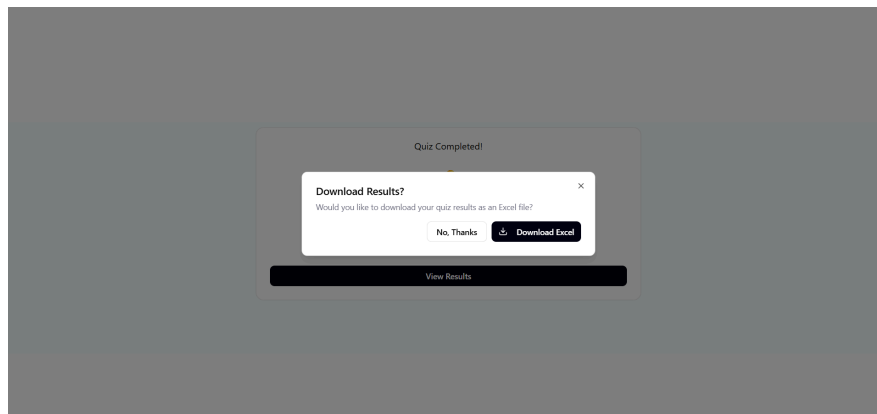 Quiz Completed!
Download Results?
Would you like to download your quiz results as an Excel file?
No, Thanks
Download Excel
View Results